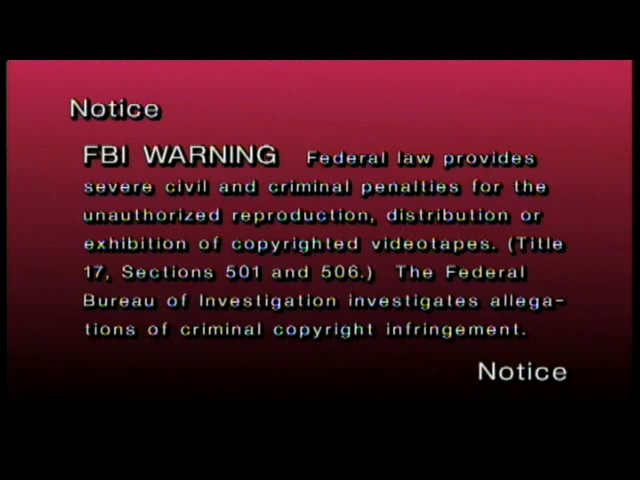 Notice
FBI WARNING Federal law provides
severe civil and criminal penalties for the
unauthorized reproduction, distribution or
exhibition of copyrighted videotapes. (Title
17, Sections 501 and 506.) The Federal
Bureau of Investigation investigates allega-
tions of criminal copyright infringement.
Notice